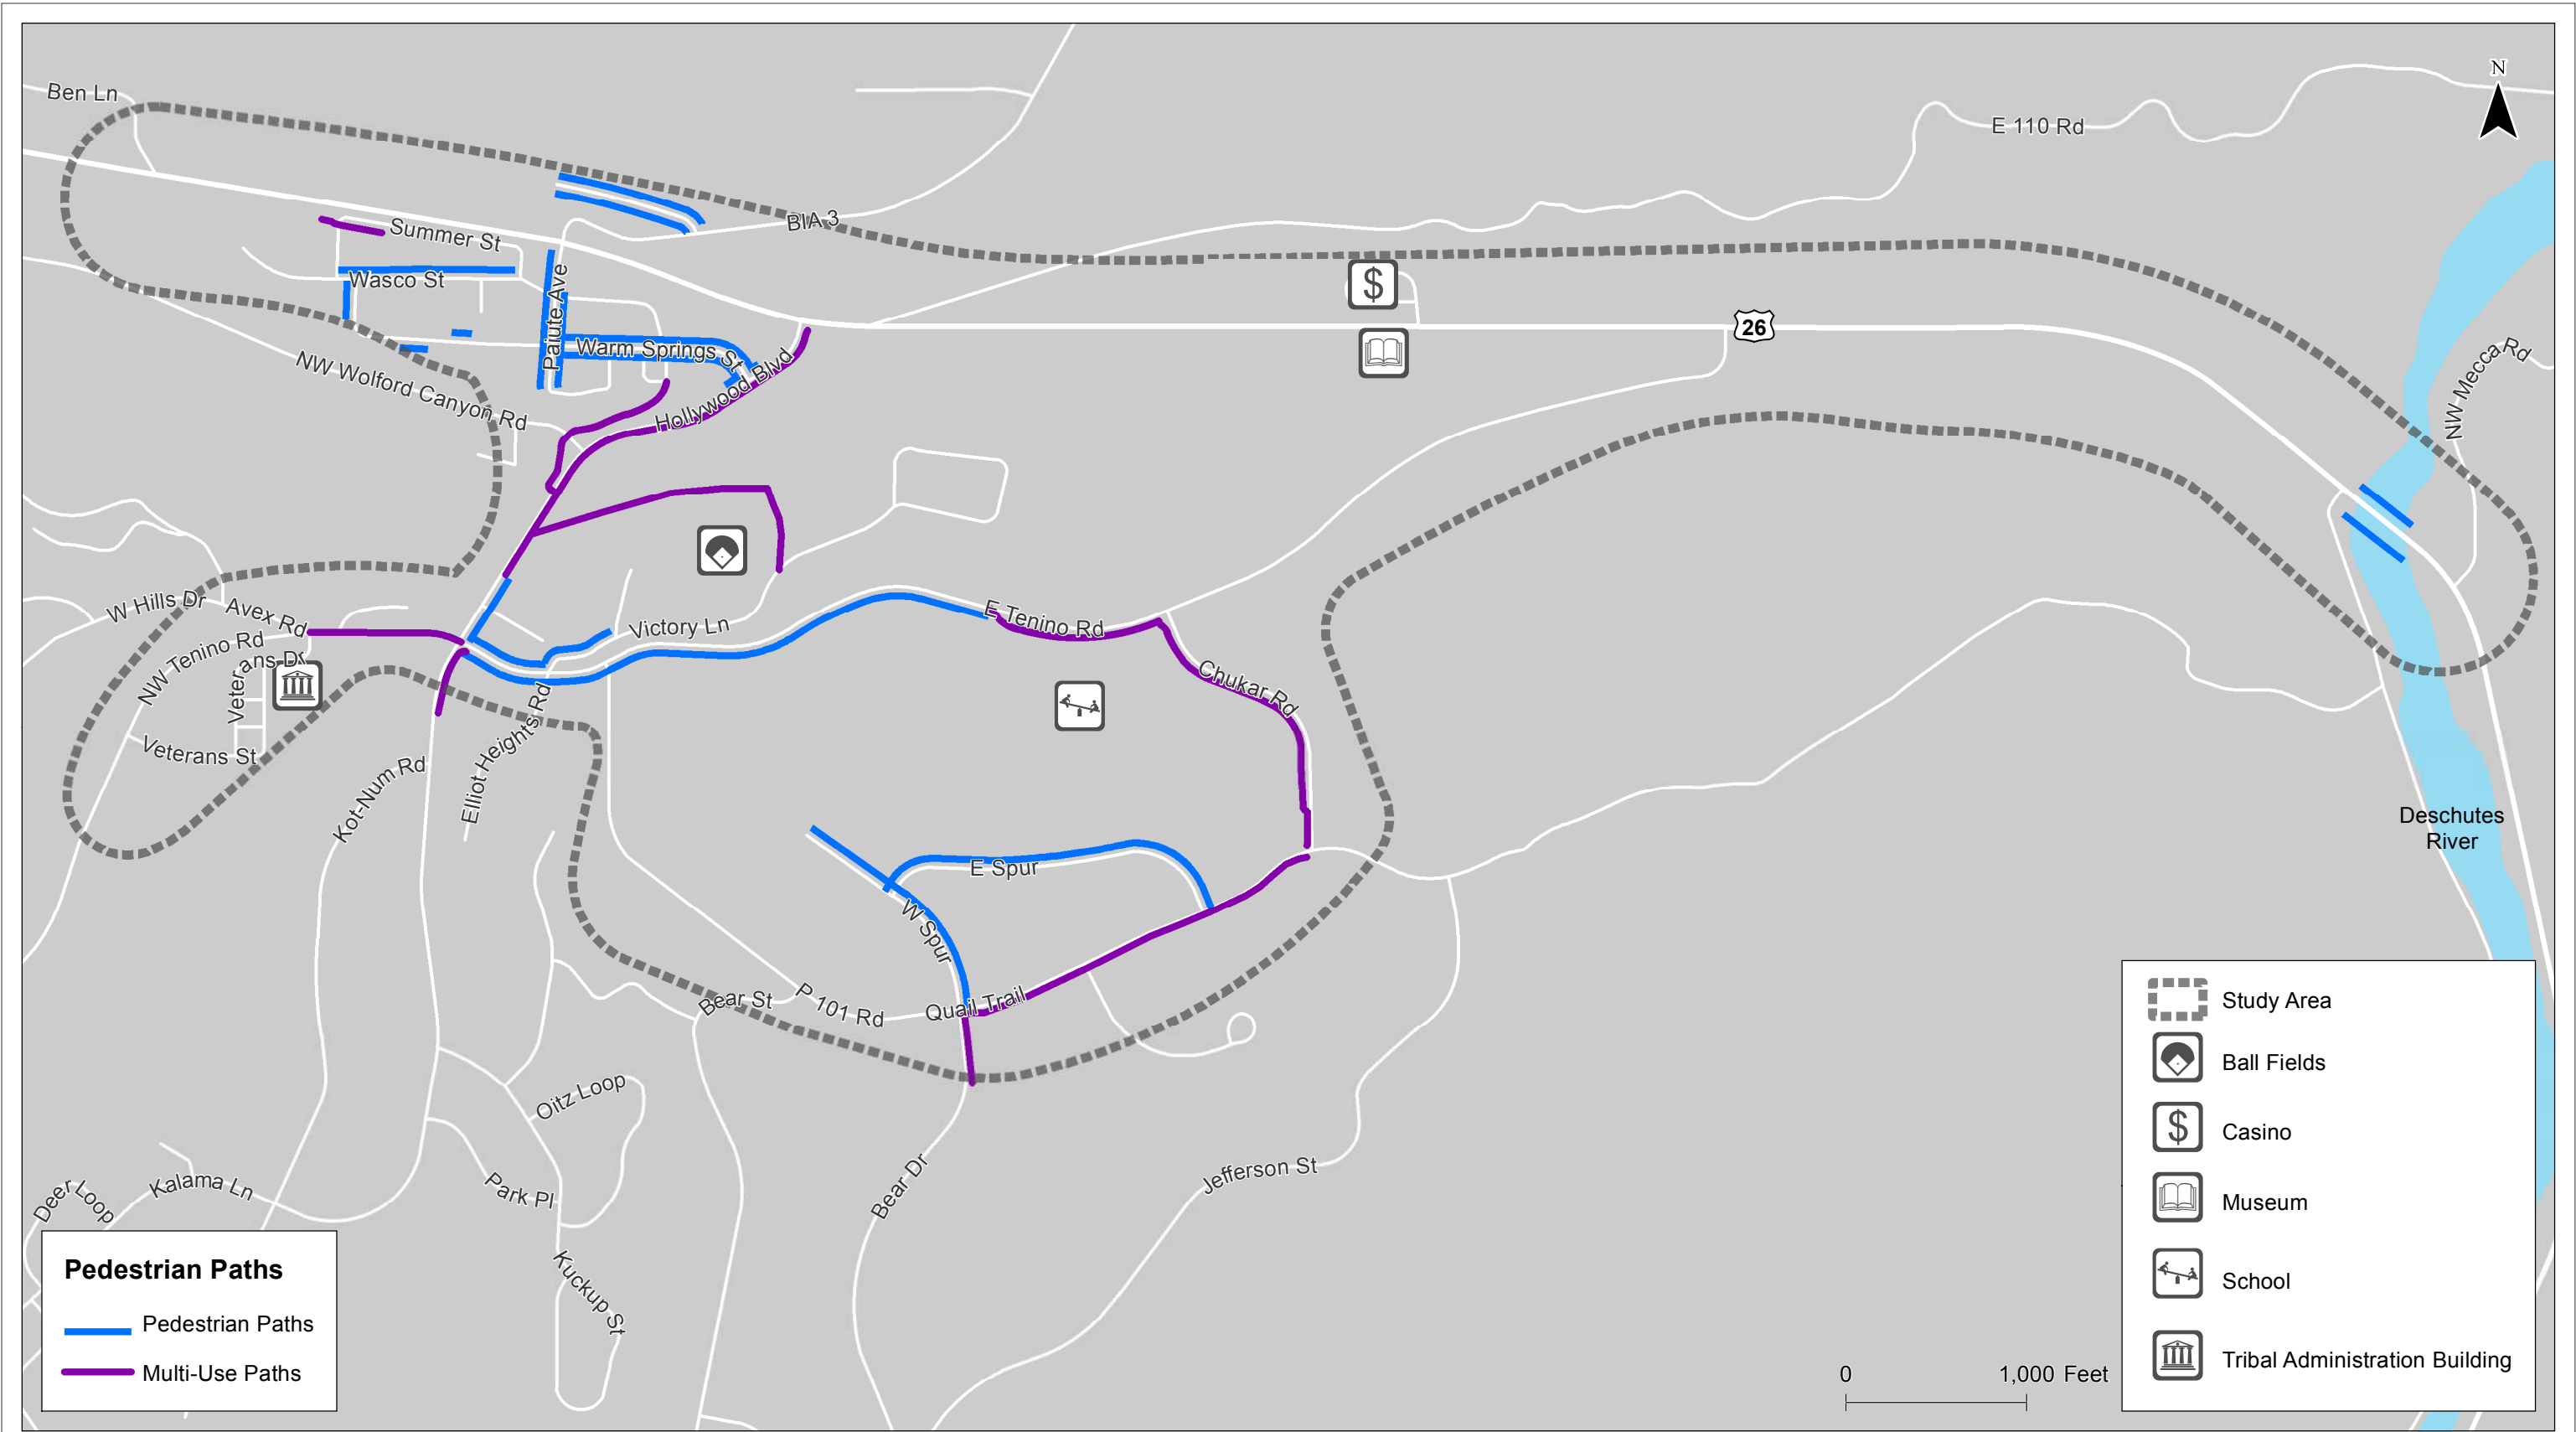 Ben Ln
N
E 110 Rd
BIA 3
Summer St
Wasco St
Paiute Ave
$
26
Warm Springs St
Hollywood Blvd
NW Mecca Rd
NW Wolford Canyon Rd
W Hills Dr
Avex Rd
E Tenino Rd
Victory Ln
NW Tenino Rd
Veterans Dr
Chukar Rd
Veterans St
Elliot Heights Rd
Kot-Num Rd
Deschutes
River
E Spur
W Spur
Bear St
P 101 Rd
Quail Trail
Oitz Loop
Park Pl
Bear Dr
Jefferson St
Deer Loop
Kalama Ln
Kuckup St
Pedestrian Paths
Pedestrian Paths
Multi-Use Paths
0 1,000 Feet
Study Area
Ball Fields
$ Casino
Museum
School
Tribal Administration Building